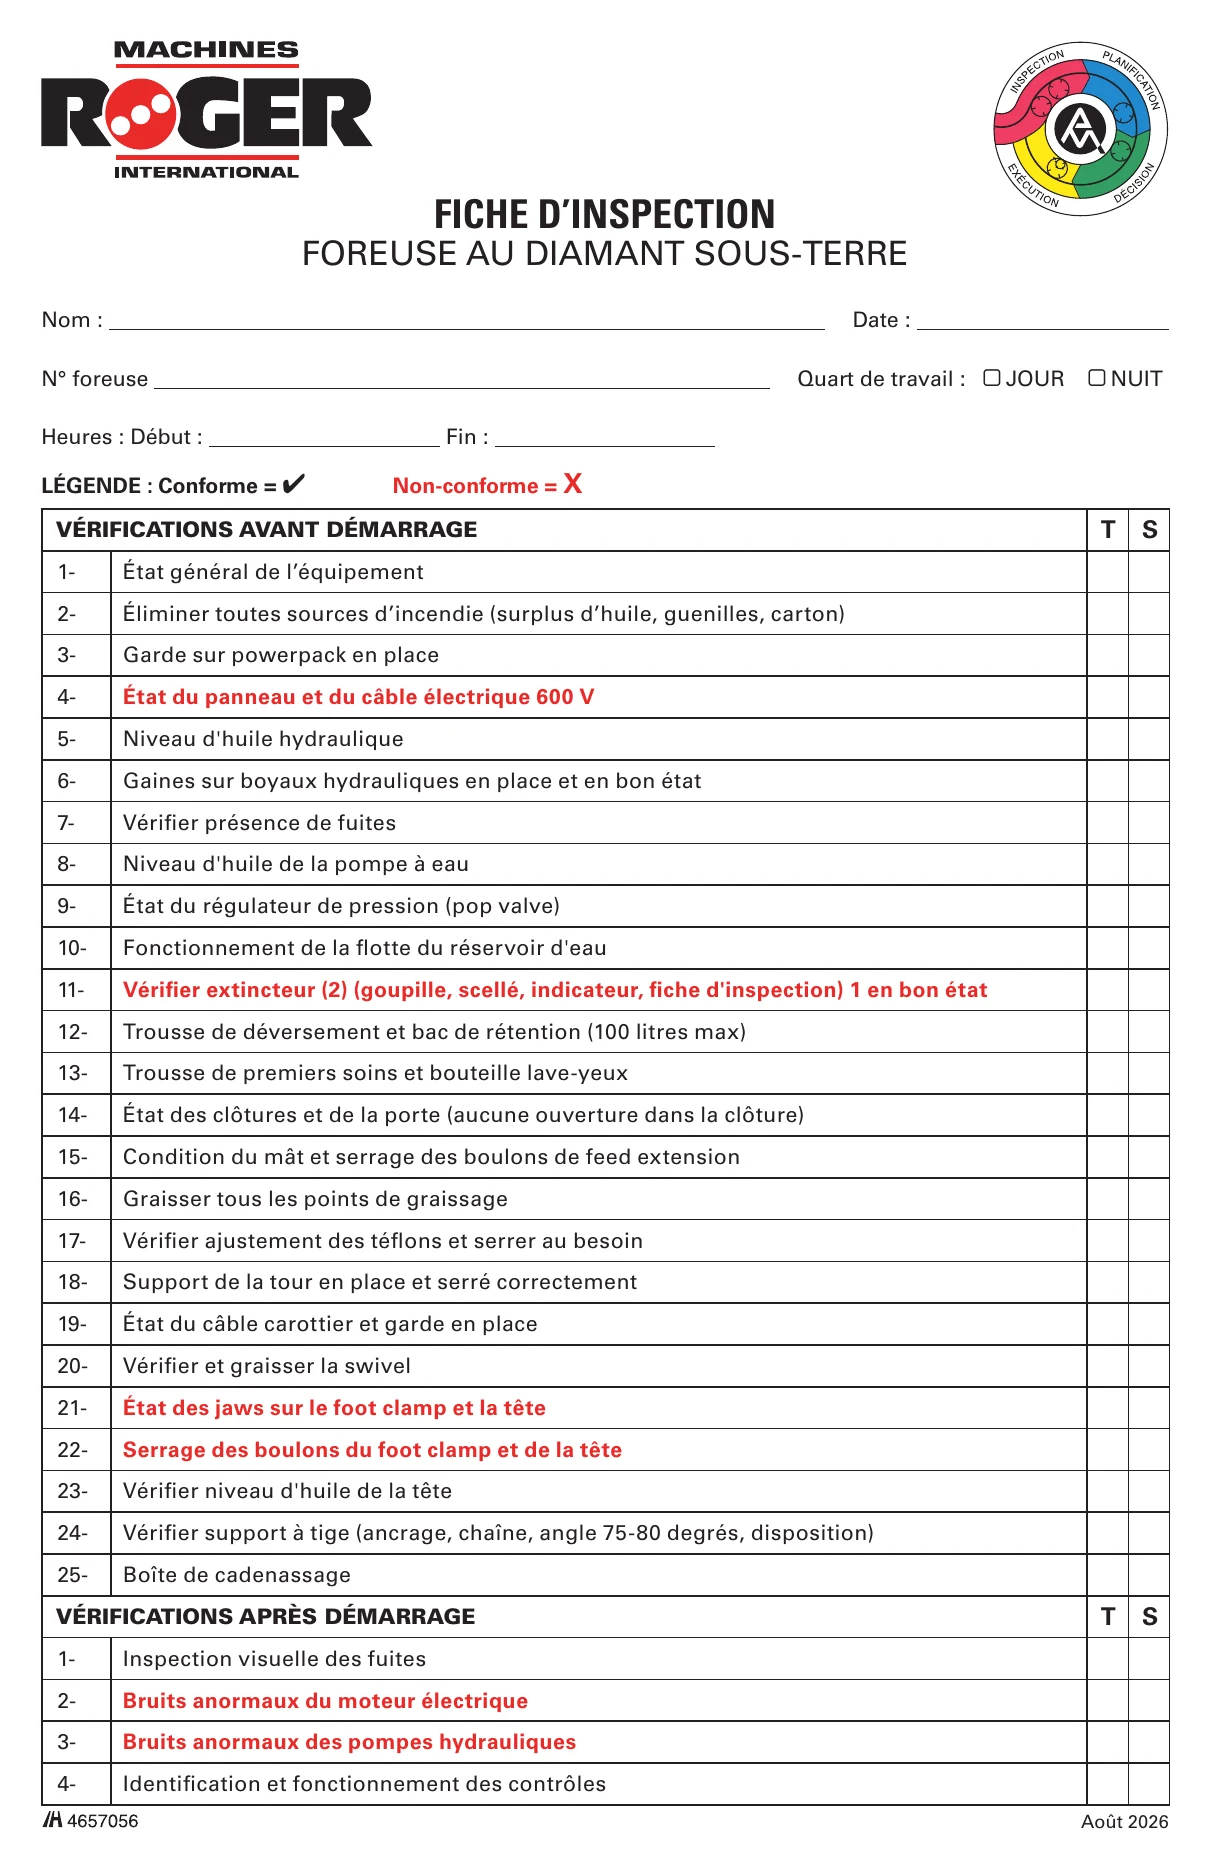 MACHINES
ROGER
INTERNATIONAL
INSPECTION
PLANIFICATION
EXÉCUTION
DÉCISION
FICHE D’INSPECTION
FOREUSE AU DIAMANT SOUS-TERRE
Nom : Date :
N° foreuse Quart de travail : JOUR NUIT
Heures : Début : Fin :
LÉGENDE : Conforme = ✔ Non-conforme = X
VÉRIFICATIONS AVANT DÉMARRAGE T S
1- État général de l’équipement
2- Éliminer toutes sources d’incendie (surplus d’huile, guenilles, carton)
3- Garde sur powerpack en place
4- État du panneau et du câble électrique 600 V
5- Niveau d'huile hydraulique
6- Gaines sur boyaux hydrauliques en place et en bon état
7- Vérifier présence de fuites
8- Niveau d'huile de la pompe à eau
9- État du régulateur de pression (pop valve)
10- Fonctionnement de la flotte du réservoir d'eau
11- Vérifier extincteur (2) (goupille, scellé, indicateur, fiche d'inspection) 1 en bon état
12- Trousse de déversement et bac de rétention (100 litres max)
13- Trousse de premiers soins et bouteille lave-yeux
14- État des clôtures et de la porte (aucune ouverture dans la clôture)
15- Condition du mât et serrage des boulons de feed extension
16- Graisser tous les points de graissage
17- Vérifier ajustement des téflons et serrer au besoin
18- Support de la tour en place et serré correctement
19- État du câble carottier et garde en place
20- Vérifier et graisser la swivel
21- État des jaws sur le foot clamp et la tête
22- Serrage des boulons du foot clamp et de la tête
23- Vérifier niveau d'huile de la tête
24- Vérifier support à tige (ancrage, chaîne, angle 75-80 degrés, disposition)
25- Boîte de cadenassage
VÉRIFICATIONS APRÈS DÉMARRAGE T S
1- Inspection visuelle des fuites
2- Bruits anormaux du moteur électrique
3- Bruits anormaux des pompes hydrauliques
4- Identification et fonctionnement des contrôles
4657056 Août 2026